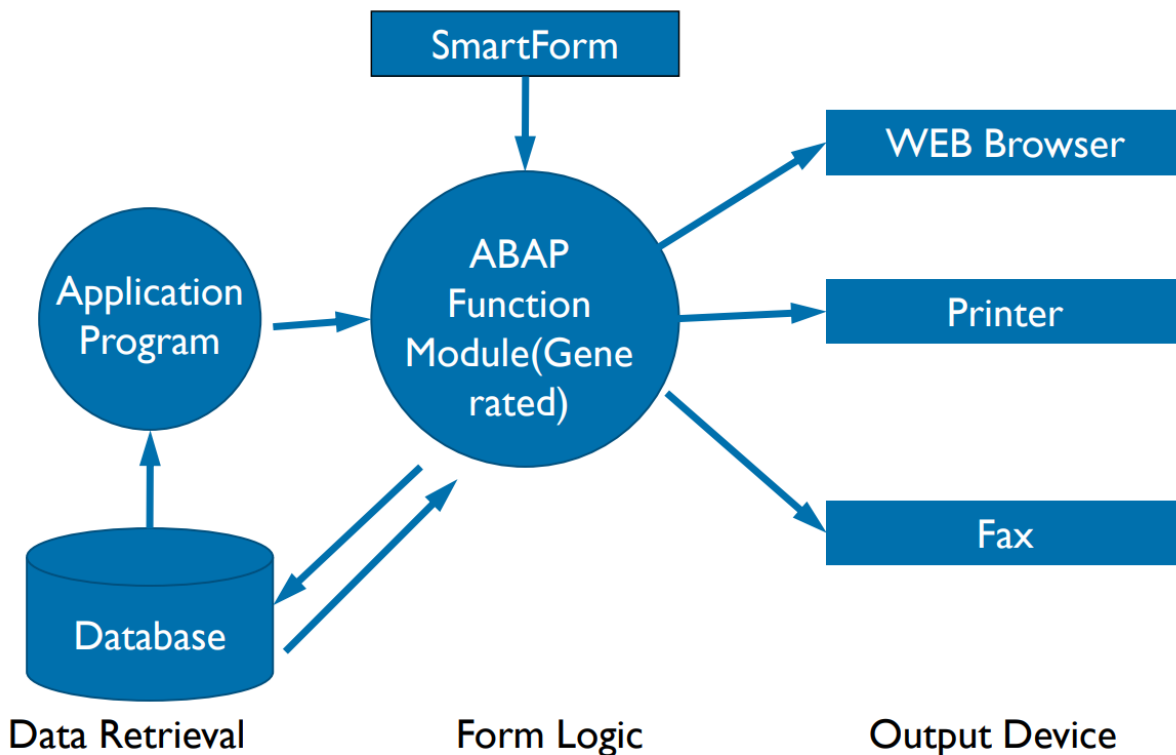 SmartForm
WEB Browser
Application
Program
ABAP
Function
Module(Gene
rated)
Printer
Fax
Database
Data Retrieval
Form Logic
Output Device